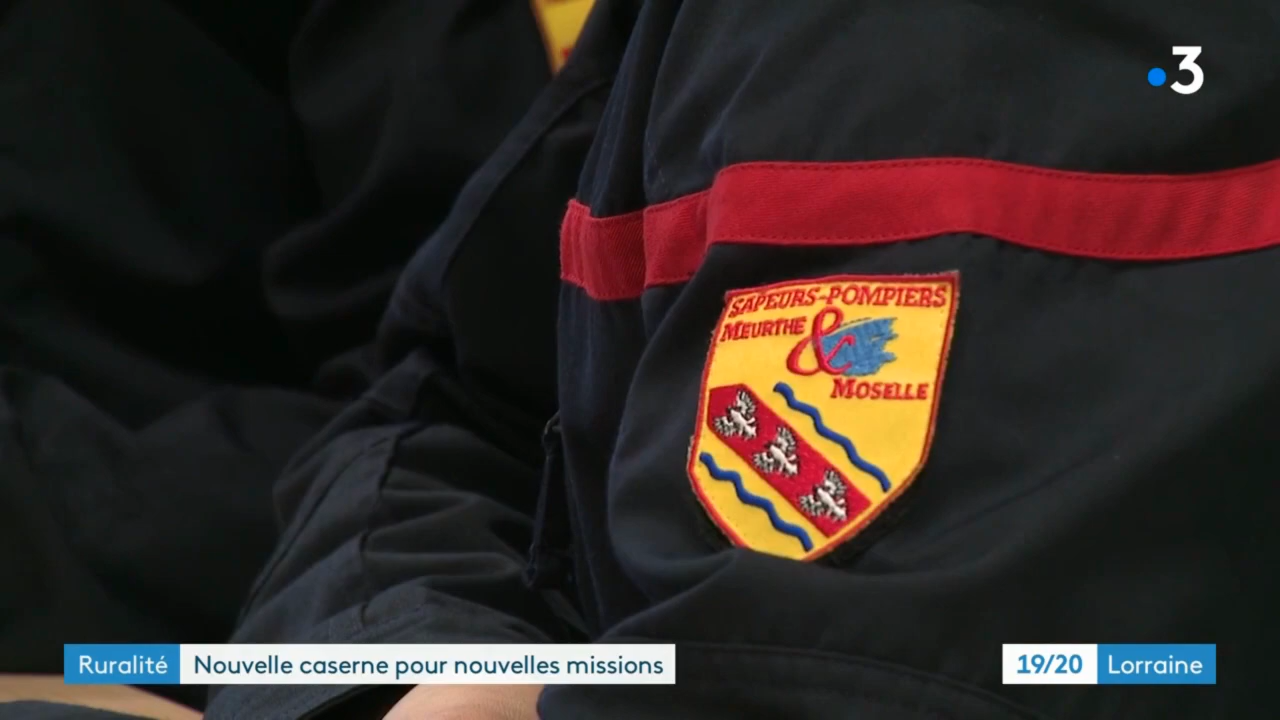 3
SAPEURS-POMPIERS
MEURTHE
&
MOSELLE
Ruralité Nouvelle caserne pour nouvelles missions
19/20 Lorraine